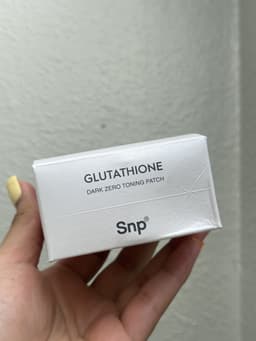 GLUTATHIONE
DARK ZERO TONING PATCH
Snp®